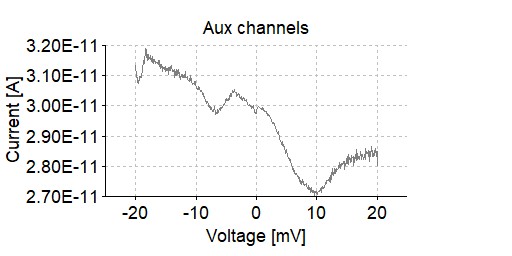 Aux channels
3.20E-11
3.10E-11
3.00E-11
2.90E-11
2.80E-11
2.70E-11
Current [A]
-20 -10 0 10 20
Voltage [mV]